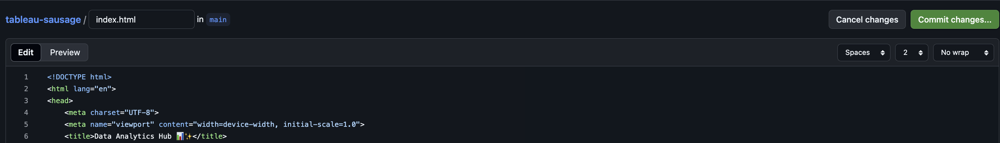 tableau-sausage / index.html in main Cancel changes Commit changes...
Edit Preview Spaces 2 No wrap
1 <!DOCTYPE html>
2 <html lang="en">
3 <head>
4     <meta charset="UTF-8">
5     <meta name="viewport" content="width=device-width, initial-scale=1.0">
6     <title>Data Analytics Hub 📊✨</title>